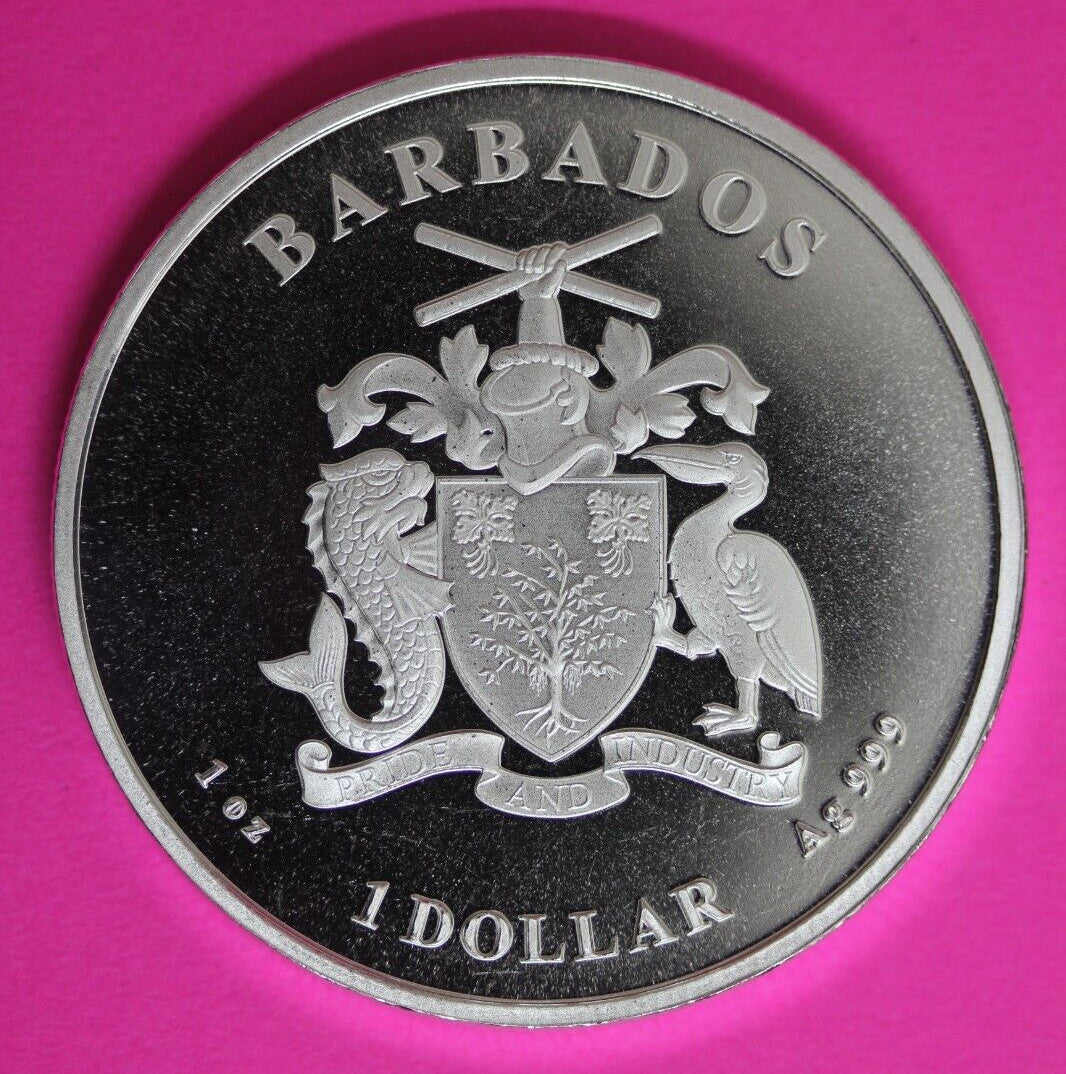 BARBADOS
PRIDE AND INDUSTRY
1 oz
Ag 999
1 DOLLAR